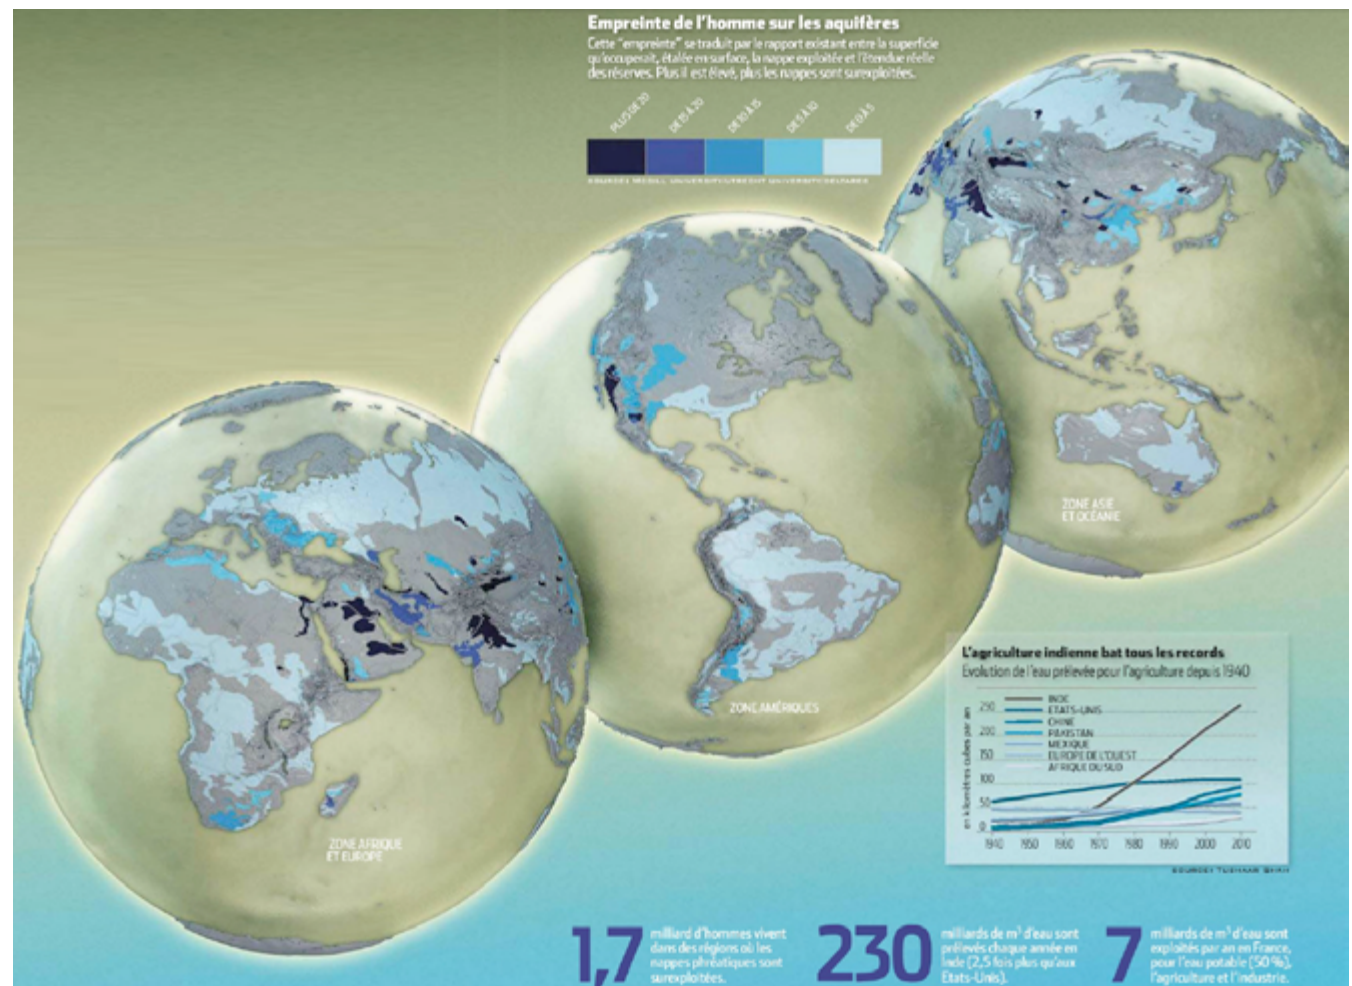 Empreinte de l'homme sur les aquifères
Cette "empreinte" se traduit par le rapport existant entre la superficie
qu'occuperait, étalée en surface, la nappe exploitée et l'étendue réelle
des réserves. Plus il est élevé, plus les nappes sont surexploitées.
PLUS DE 20
DE 15 À 20
DE 10 À 15
DE 5 À 10
DE 0 À 5
ZONE ASIE
ET OCÉANIE
ZONE AMÉRIQUES
ZONE AFRIQUE
ET EUROPE
L'agriculture indienne bat tous les records
Evolution de l'eau prélevée pour l'agriculture depuis 1940
en kilomètres cubes par an
250
200
150
100
50
0
INDE
ETATS-UNIS
CHINE
PAKISTAN
MEXIQUE
EUROPE DE L'OUEST
AFRIQUE DU SUD
1940 1950 1960 1970 1980 1990 2000 2010
1,7
milliard d'hommes vivent
dans des régions où les
nappes phréatiques sont
surexploitées.
230
milliards de m³ d'eau sont
prélevés chaque année en
Inde (2,5 fois plus qu'aux
Etats-Unis).
7
milliards de m³ d'eau sont
exploités par an en France,
pour l'eau potable (50 %),
l'agriculture et l'industrie.